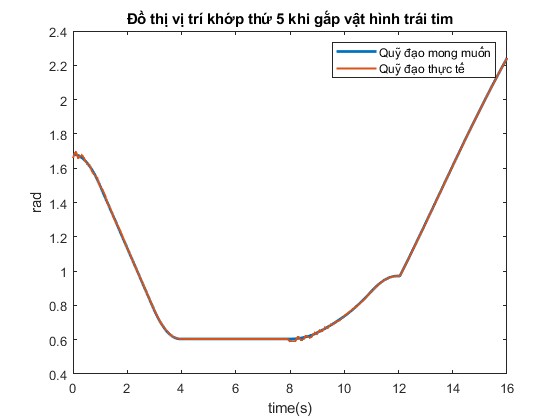 Đồ thị vị trí khớp thứ 5 khi gắp vật hình trái tim
Quỹ đạo mong muốn
Quỹ đạo thực tế
2.4
2.2
2
1.8
1.6
1.4
1.2
1
0.8
0.6
0.4
rad
0 2 4 6 8 10 12 14 16
time(s)